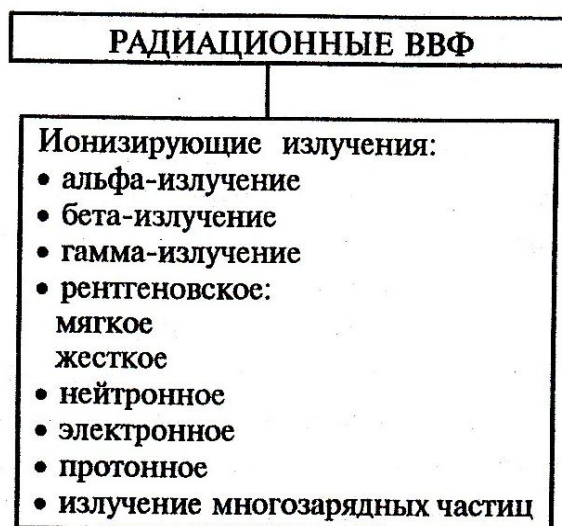 РАДИАЦИОННЫЕ ВВФ
Ионизирующие излучения:
• альфа-излучение
• бета-излучение
• гамма-излучение
• рентгеновское:
мягкое
жесткое
• нейтронное
• электронное
• протонное
• излучение многозарядных частиц